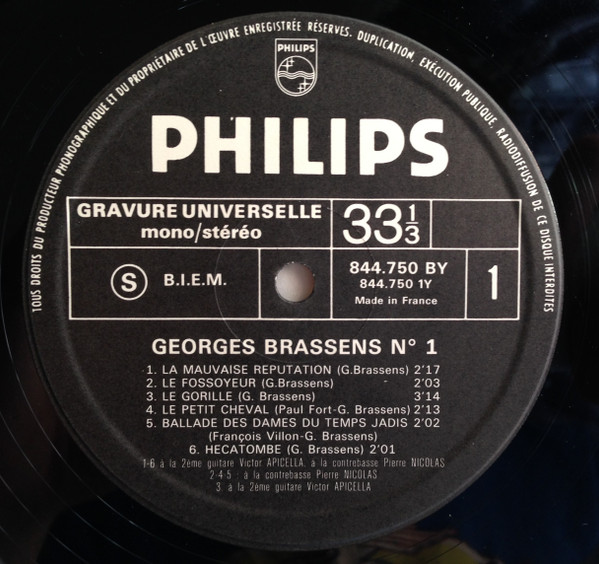 TOUS DROITS DU PRODUCTEUR PHONOGRAPHIQUE ET DU PROPRIÉTAIRE DE L'ŒUVRE ENREGISTRÉE RÉSERVÉS. DUPLICATION, EXÉCUTION PUBLIQUE, RADIODIFFUSION DE CE DISQUE INTERDITES
PHILIPS
PHILIPS
GRAVURE UNIVERSELLE
mono/stéréo
33 1/3
S B.I.E.M.
844.750 BY
844.750 1Y
Made in France
1
GEORGES BRASSENS N° 1
1. LA MAUVAISE REPUTATION (G.Brassens) 2'17
2. LE FOSSOYEUR (G.Brassens) 2'03
3. LE GORILLE (G. Brassens) 3'14
4. LE PETIT CHEVAL (Paul Fort-G. Brassens) 2'13
5. BALLADE DES DAMES DU TEMPS JADIS 2'02
(François Villon-G. Brassens)
6. HECATOMBE (G. Brassens) 2'01
1-6 à la 2ème guitare Victor APICELLA, à la contrebasse Pierre NICOLAS
2-4-5 : à la contrebasse Pierre NICOLAS
3. à la 2ème guitare Victor APICELLA